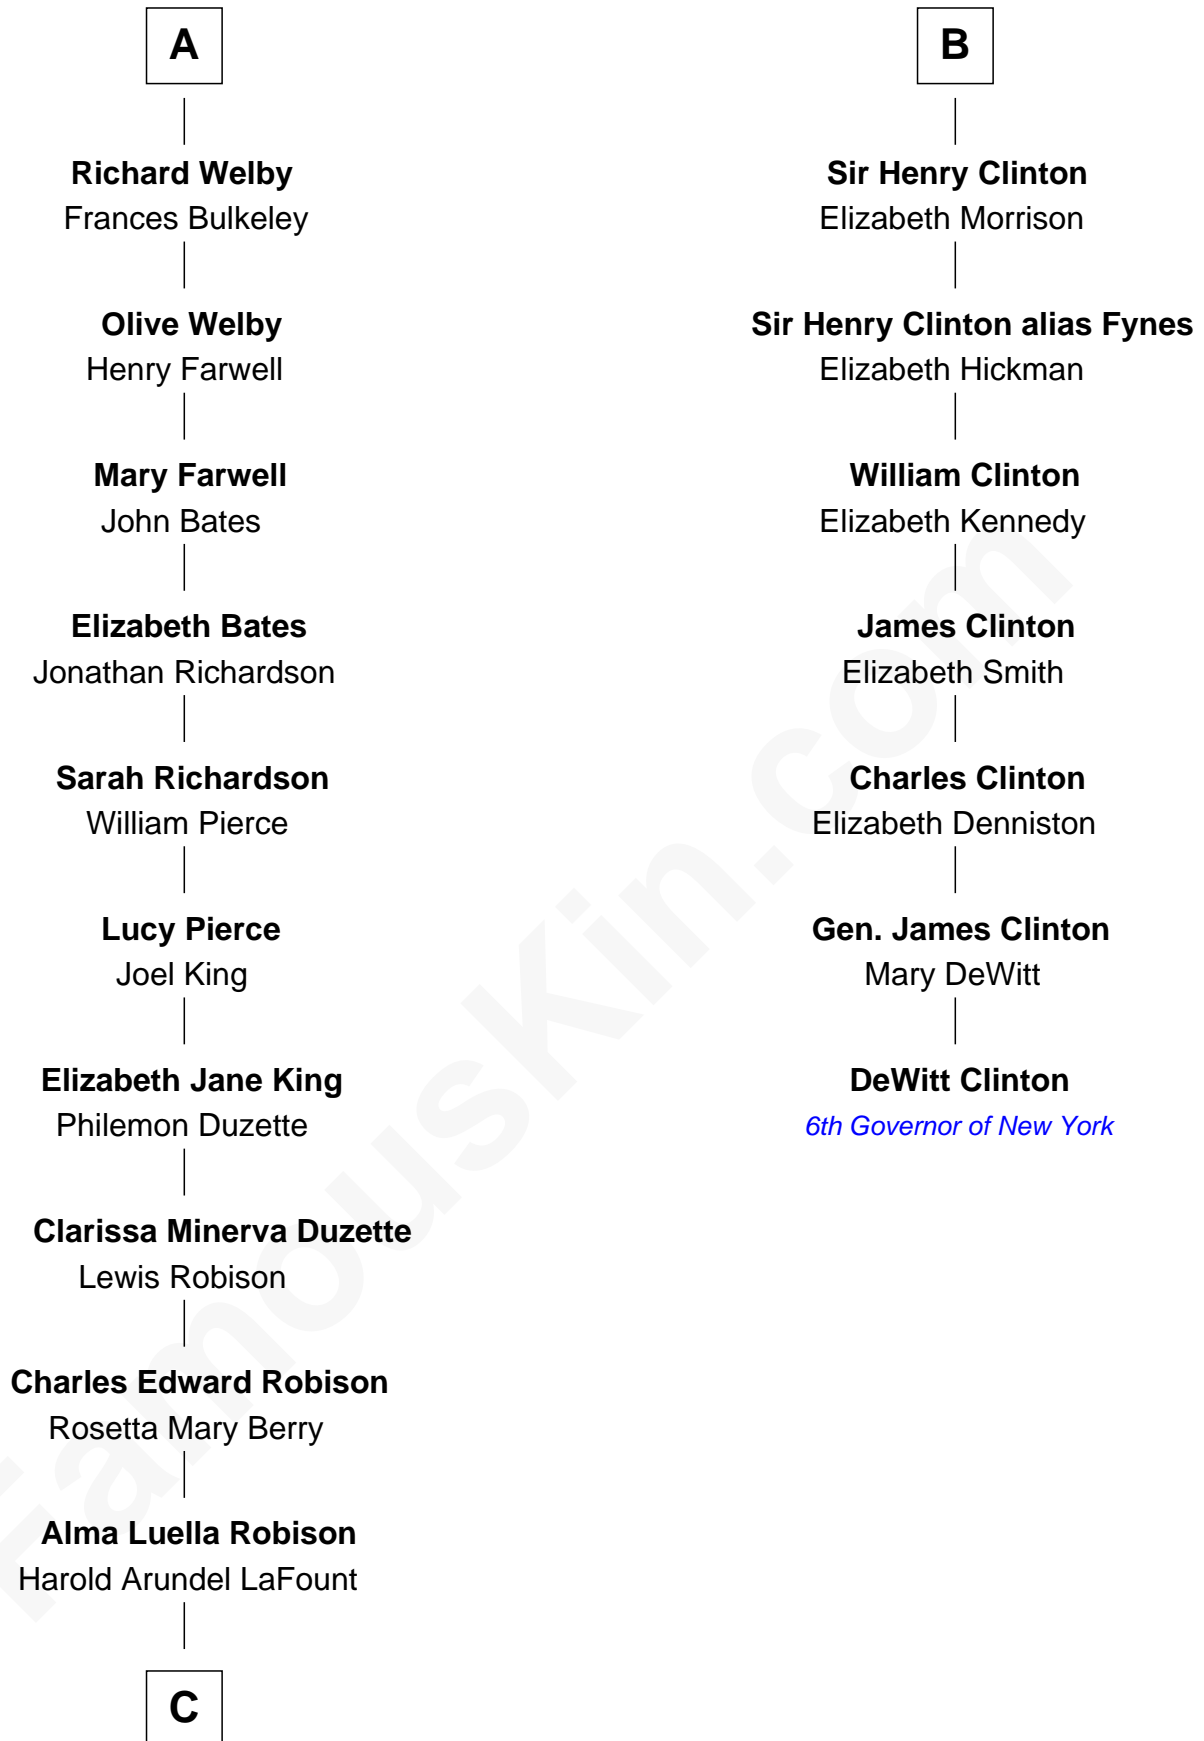 A
Richard Welby
Frances Bulkeley
Olive Welby
Henry Farwell
Mary Farwell
John Bates
Elizabeth Bates
Jonathan Richardson
Sarah Richardson
William Pierce
Lucy Pierce
Joel King
Elizabeth Jane King
Philemon Duzette
Clarissa Minerva Duzette
Lewis Robison
Charles Edward Robison
Rosetta Mary Berry
Alma Luella Robison
Harold Arundel LaFount
C
B
Sir Henry Clinton
Elizabeth Morrison
Sir Henry Clinton alias Fynes
Elizabeth Hickman
William Clinton
Elizabeth Kennedy
James Clinton
Elizabeth Smith
Charles Clinton
Elizabeth Denniston
Gen. James Clinton
Mary DeWitt
DeWitt Clinton
6th Governor of New York
FamousKin.com